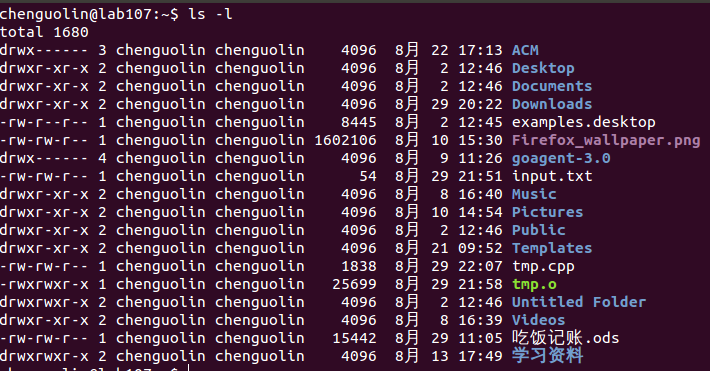 chenguolin@lab107:~$ ls -l
total 1680
drwx------ 3 chenguolin chenguolin    4096  8月 22 17:13 ACM
drwxr-xr-x 2 chenguolin chenguolin    4096  8月  2 12:46 Desktop
drwxr-xr-x 2 chenguolin chenguolin    4096  8月  2 12:46 Documents
drwxr-xr-x 2 chenguolin chenguolin    4096  8月 29 20:22 Downloads
-rw-r--r-- 1 chenguolin chenguolin    8445  8月  2 12:45 examples.desktop
-rw-rw-r-- 1 chenguolin chenguolin 1602106  8月 10 15:30 Firefox_wallpaper.png
drwx------ 4 chenguolin chenguolin    4096  8月  9 11:26 goagent-3.0
-rw-rw-r-- 1 chenguolin chenguolin      54  8月 29 21:51 input.txt
drwxr-xr-x 2 chenguolin chenguolin    4096  8月  8 16:40 Music
drwxr-xr-x 2 chenguolin chenguolin    4096  8月 10 14:54 Pictures
drwxr-xr-x 2 chenguolin chenguolin    4096  8月  2 12:46 Public
drwxr-xr-x 2 chenguolin chenguolin    4096  8月 21 09:52 Templates
-rw-rw-r-- 1 chenguolin chenguolin    1838  8月 29 22:07 tmp.cpp
-rwxrwxr-x 1 chenguolin chenguolin   25699  8月 29 21:58 tmp.o
drwxrwxr-x 2 chenguolin chenguolin    4096  8月  2 12:46 Untitled Folder
drwxr-xr-x 2 chenguolin chenguolin    4096  8月  8 16:39 Videos
-rw-rw-r-- 1 chenguolin chenguolin   15442  8月 29 11:05 吃饭记账.ods
drwxrwxr-x 2 chenguolin chenguolin    4096  8月 13 17:49 学习资料
chenguolin@lab107:~$